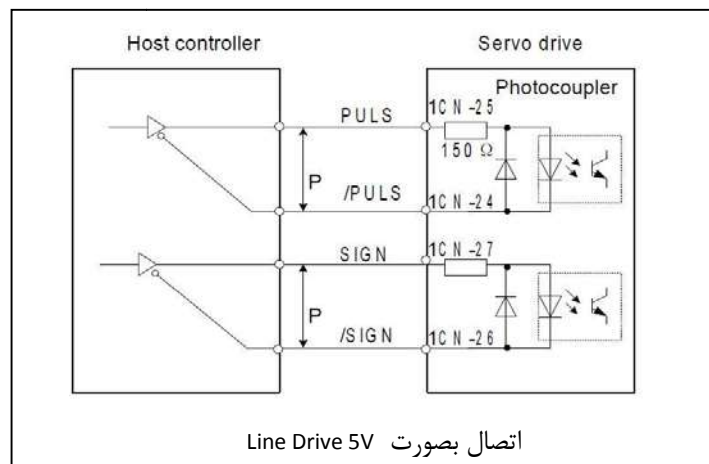 Host controller
Servo drive
Photocoupler
PULS
1CN-25
150 Ω
P
/PULS
1CN-24
SIGN
1CN-27
P
/SIGN
1CN-26
اتصال بصورت Line Drive 5V